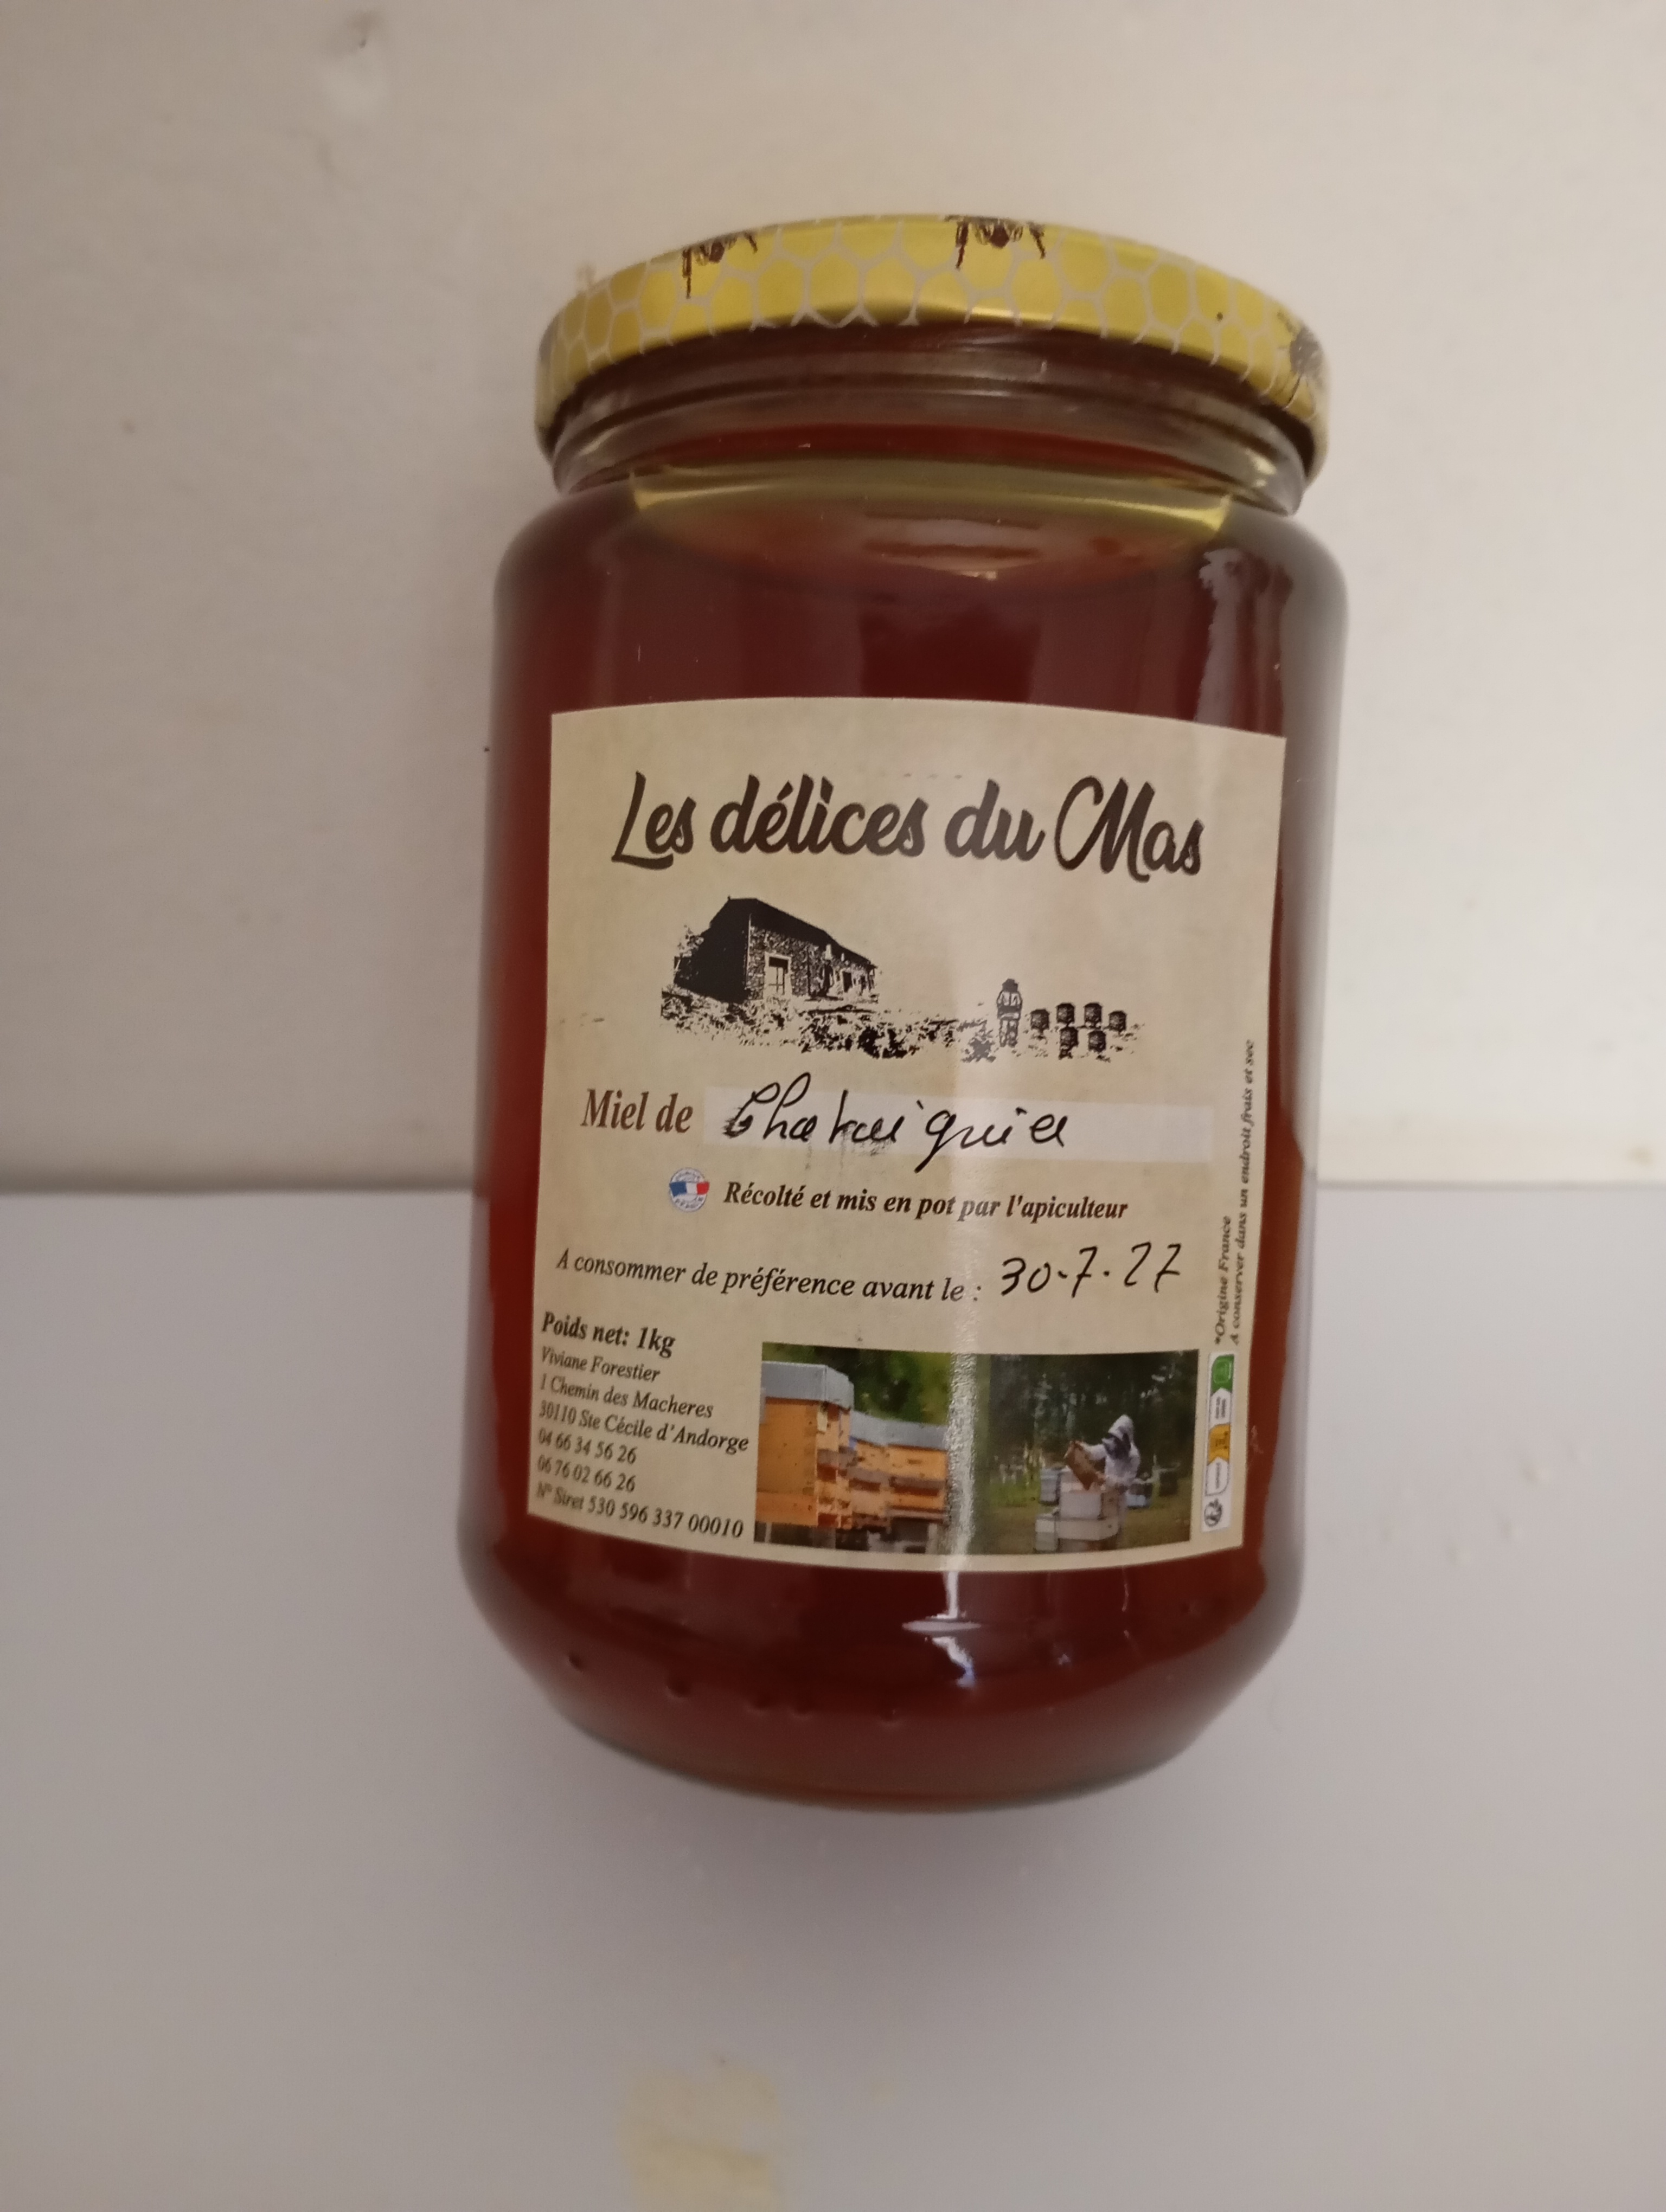 Les délices du Mas
Miel de Chataignier
Récolté et mis en pot par l'apiculteur
A consommer de préférence avant le : 30-7-27
Poids net: 1kg
Viviane Forestier
1 Chemin des Macheres
30110 Ste Cécile d'Andorge
04 66 34 56 26
06 76 02 66 26
N° Siret 530 596 337 00010
*Origine France
A conserver dans un endroit frais et sec